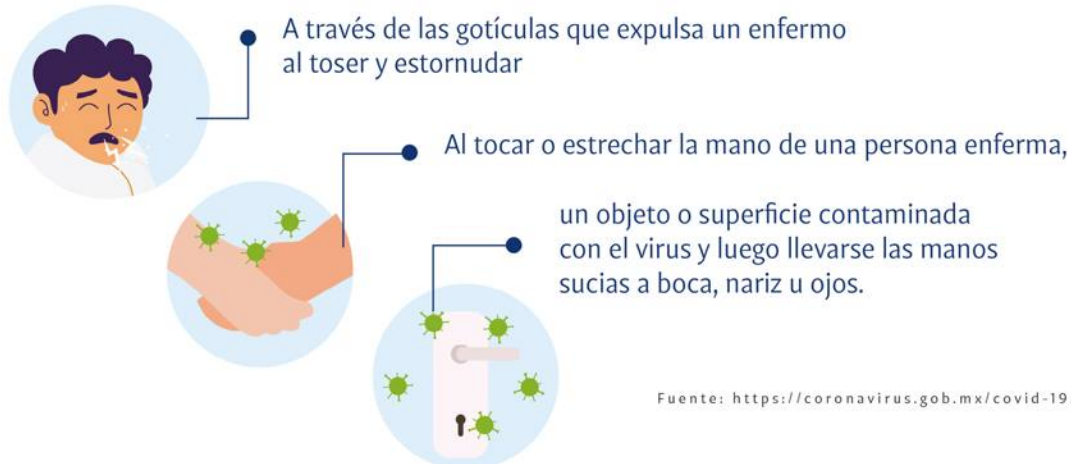 A través de las gotículas que expulsa un enfermo
al toser y estornudar
Al tocar o estrechar la mano de una persona enferma,
un objeto o superficie contaminada
con el virus y luego llevarse las manos
sucias a boca, nariz u ojos.
Fuente: https://coronavirus.gob.mx/covid-19